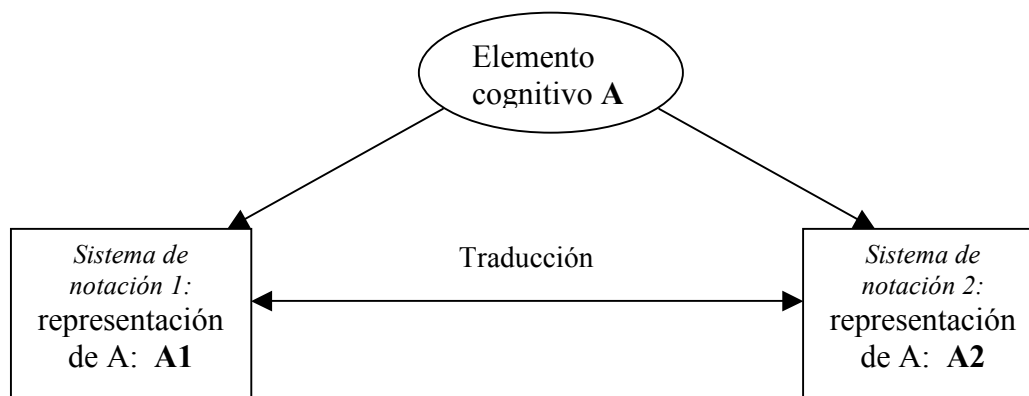 Elemento
cognitivo A
Sistema de
notación 1:
representación
de A: A1
Traducción
Sistema de
notación 2:
representación
de A: A2